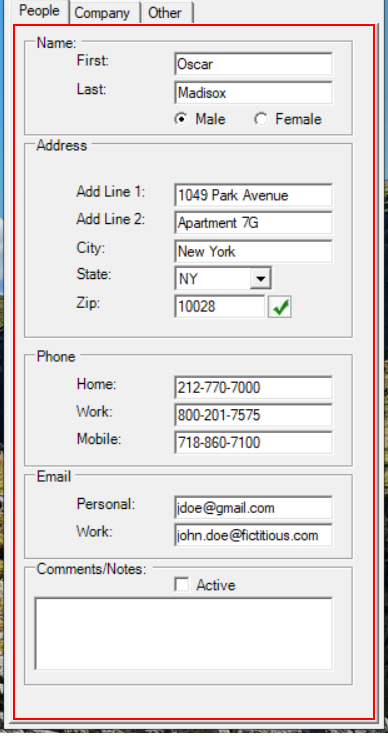 People Company Other
Name:
First: Oscar
Last: Madisox
Male Female
Address
Add Line 1: 1049 Park Avenue
Add Line 2: Apartment 7G
City: New York
State: NY
Zip: 10028
Phone
Home: 212-770-7000
Work: 800-201-7575
Mobile: 718-860-7100
Email
Personal: jdoe@gmail.com
Work: john.doe@fictitious.com
Comments/Notes:
Active